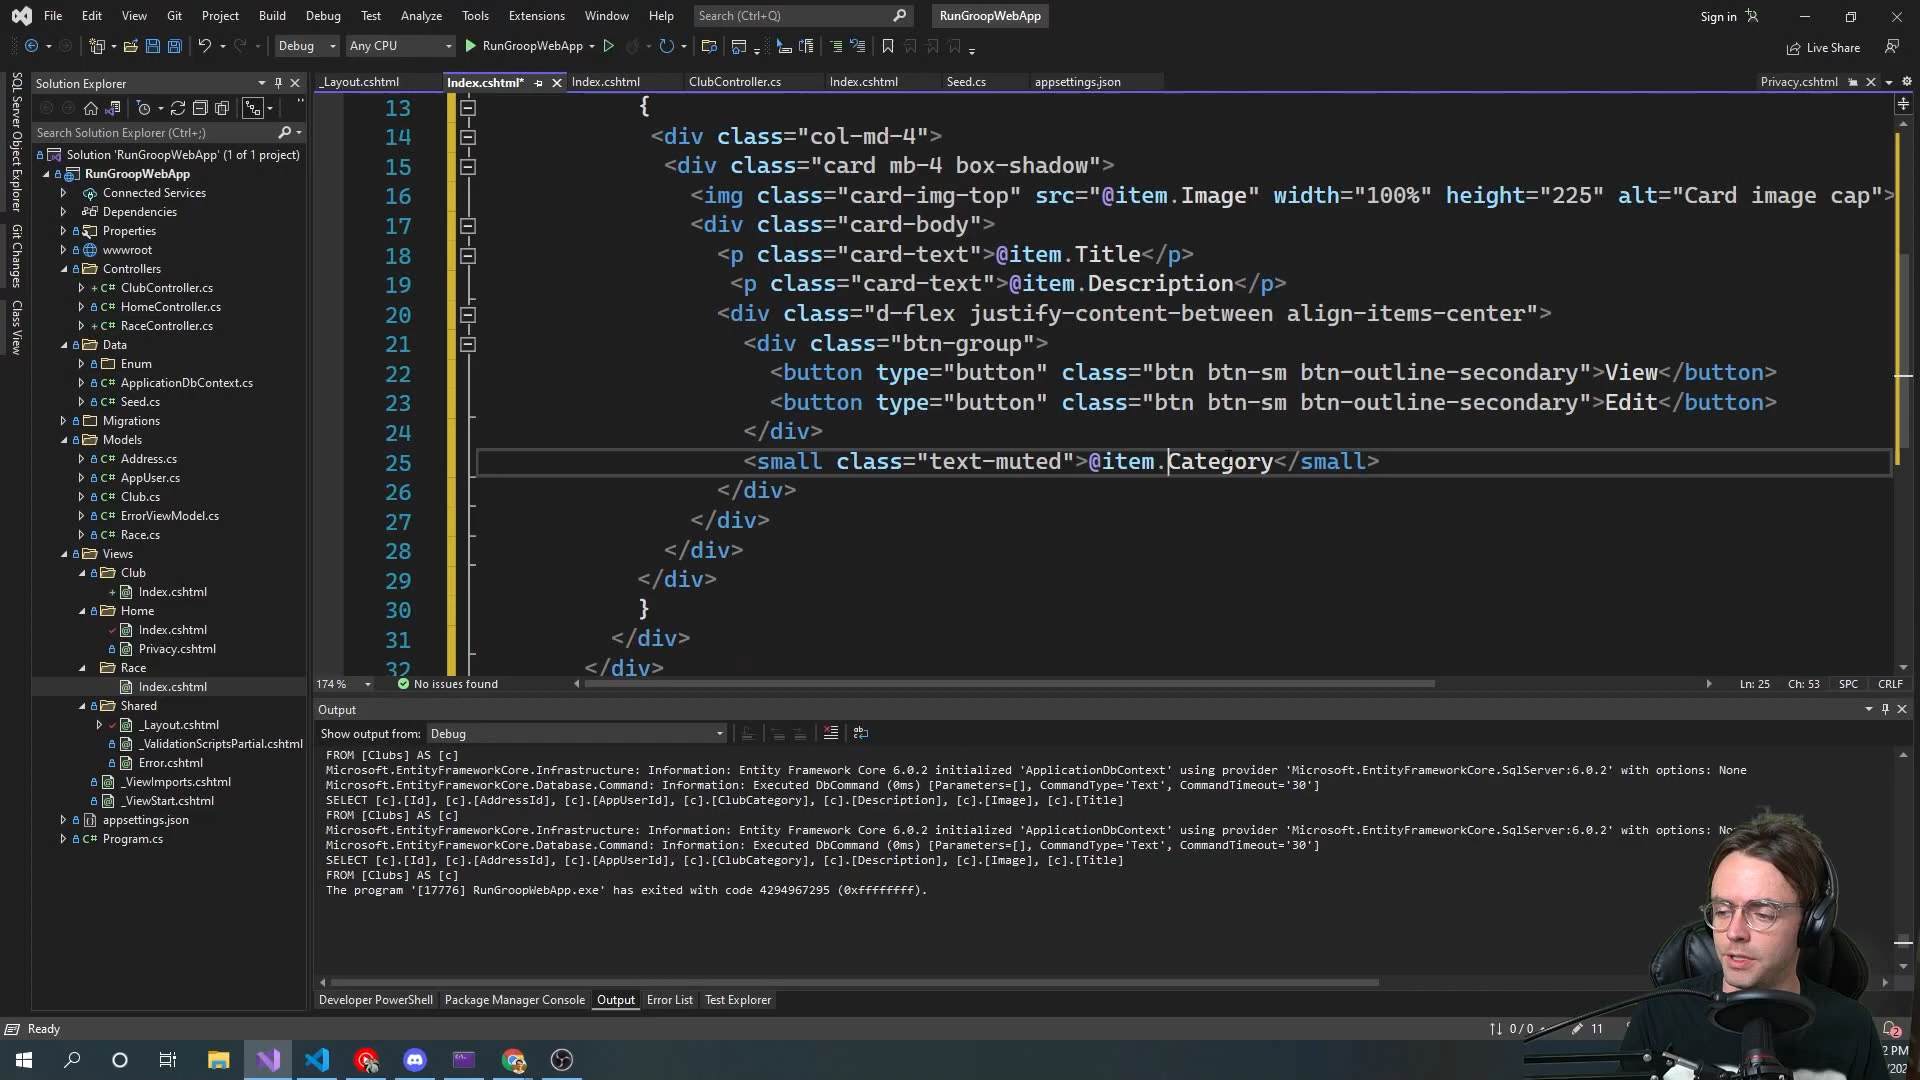 File Edit View Git Project Build Debug Test Analyze Tools Extensions Window Help Search (Ctrl+Q) RunGroopWebApp Sign in
Debug Any CPU RunGroopWebApp Live Share
SQL Server Object Explorer
Git Changes
Class View
Solution Explorer
Search Solution Explorer (Ctrl+;)
Solution 'RunGroopWebApp' (1 of 1 project)
RunGroopWebApp
Connected Services
Dependencies
Properties
wwwroot
Controllers
C# ClubController.cs
C# HomeController.cs
C# RaceController.cs
Data
Enum
C# ApplicationDbContext.cs
C# Seed.cs
Migrations
Models
C# Address.cs
C# AppUser.cs
C# Club.cs
C# ErrorViewModel.cs
C# Race.cs
Views
Club
Index.cshtml
Home
Index.cshtml
Privacy.cshtml
Race
Index.cshtml
Shared
_Layout.cshtml
_ValidationScriptsPartial.cshtml
Error.cshtml
_ViewImports.cshtml
_ViewStart.cshtml
appsettings.json
C# Program.cs
_Layout.cshtml Index.cshtml* Index.cshtml ClubController.cs Index.cshtml Seed.cs appsettings.json Privacy.cshtml
13 {
14 <div class="col-md-4">
15 <div class="card mb-4 box-shadow">
16 <img class="card-img-top" src="@item.Image" width="100%" height="225" alt="Card image cap">
17 <div class="card-body">
18 <p class="card-text">@item.Title</p>
19 <p class="card-text">@item.Description</p>
20 <div class="d-flex justify-content-between align-items-center">
21 <div class="btn-group">
22 <button type="button" class="btn btn-sm btn-outline-secondary">View</button>
23 <button type="button" class="btn btn-sm btn-outline-secondary">Edit</button>
24 </div>
25 <small class="text-muted">@item.Category</small>
26 </div>
27 </div>
28 </div>
29 </div>
30 }
31 </div>
32 </div>
174 % No issues found Ln: 25 Ch: 53 SPC CRLF
Output
Show output from: Debug
FROM [Clubs] AS [c]
Microsoft.EntityFrameworkCore.Infrastructure: Information: Entity Framework Core 6.0.2 initialized 'ApplicationDbContext' using provider 'Microsoft.EntityFrameworkCore.SqlServer:6.0.2' with options: None
Microsoft.EntityFrameworkCore.Database.Command: Information: Executed DbCommand (0ms) [Parameters=[], CommandType='Text', CommandTimeout='30']
SELECT [c].[Id], [c].[AddressId], [c].[AppUserId], [c].[ClubCategory], [c].[Description], [c].[Image], [c].[Title]
FROM [Clubs] AS [c]
Microsoft.EntityFrameworkCore.Infrastructure: Information: Entity Framework Core 6.0.2 initialized 'ApplicationDbContext' using provider 'Microsoft.EntityFrameworkCore.SqlServer:6.0.2' with options:
Microsoft.EntityFrameworkCore.Database.Command: Information: Executed DbCommand (0ms) [Parameters=[], CommandType='Text', CommandTimeout='30']
SELECT [c].[Id], [c].[AddressId], [c].[AppUserId], [c].[ClubCategory], [c].[Description], [c].[Image], [c].[Title]
FROM [Clubs] AS [c]
The program '[17776] RunGroopWebApp.exe' has exited with code 4294967295 (0xffffffff).
Developer PowerShell Package Manager Console Output Error List Test Explorer
Ready 0 / 0 11 2
PM